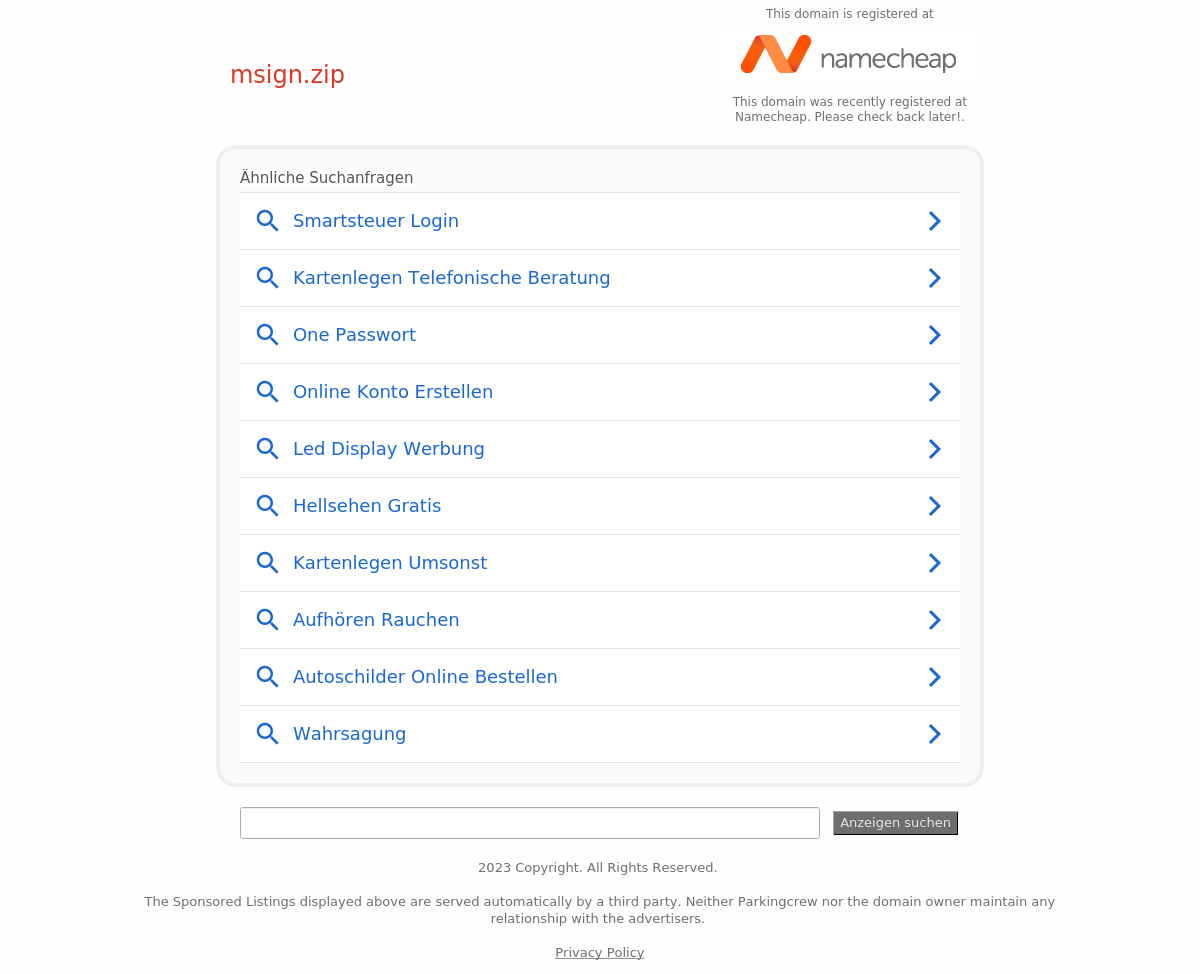 This domain is registered at
namecheap
msign.zip
This domain was recently registered at
Namecheap. Please check back later!.
Ähnliche Suchanfragen
Smartsteuer Login
Kartenlegen Telefonische Beratung
One Passwort
Online Konto Erstellen
Led Display Werbung
Hellsehen Gratis
Kartenlegen Umsonst
Aufhören Rauchen
Autoschilder Online Bestellen
Wahrsagung
Anzeigen suchen
2023 Copyright. All Rights Reserved.
The Sponsored Listings displayed above are served automatically by a third party. Neither Parkingcrew nor the domain owner maintain any
relationship with the advertisers.
Privacy Policy